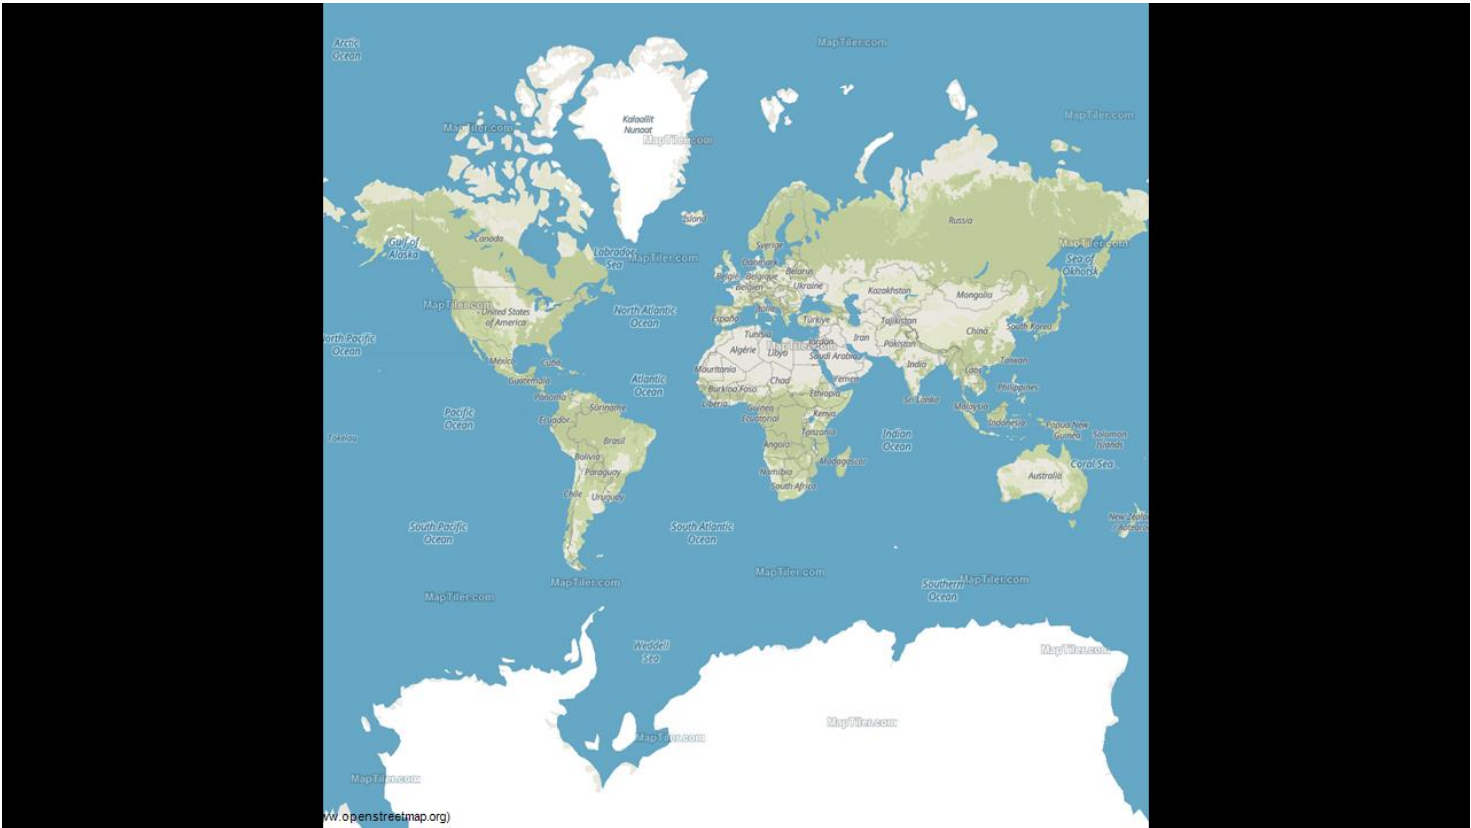 Arctic
Ocean
MapTiler.com
Kalaallit
Nunaat
MapTiler.com
MapTiler.com
MapTiler.com
Island
Russia
Canada
Gulf of
Alaska
Labrador
Sea
MapTiler.com
Sverige
MapTiler.com
Sea of
Okhotsk
Danmark
Belarus
België - Belgique -
Belgien
Ukraine
Kazakhstan
Mongolia
MapTiler.com
United States
of America
North Atlantic
Ocean
España
Italia
Türkiye
Tajikistan
China
South Korea
North Pacific
Ocean
Tunisia
Algérie
Libya
MapTiler.com
Jordan
Iran
Pakistan
Saudi Arabia
India
Taiwan
México
Cuba
Mauritania
Laos
Guatemala
Atlantic
Ocean
Burkina Faso
Chad
Yemen
Philippines
Panamá
Suriname
Liberia
Guinea
Ecuatorial
Ethiopia
Sri Lanka
Malaysia
Pacific
Ocean
Ecuador
Kenya
Indonesia
Papua New
Guinea
Solomon
Islands
Tokelau
Brasil
Angola
Tanzania
Indian
Ocean
Bolivia
Paraguay
Namibia
Madagascar
Coral Sea
Australia
Chile
Uruguay
South Africa
South Pacific
Ocean
South Atlantic
Ocean
New Zealand
/ Aotearoa
MapTiler.com
MapTiler.com
MapTiler.com
MapTiler.com
Southern
Ocean
Weddell
Sea
MapTiler.com
MapTiler.com
MapTiler.com
MapTiler.com
w.openstreetmap.org)